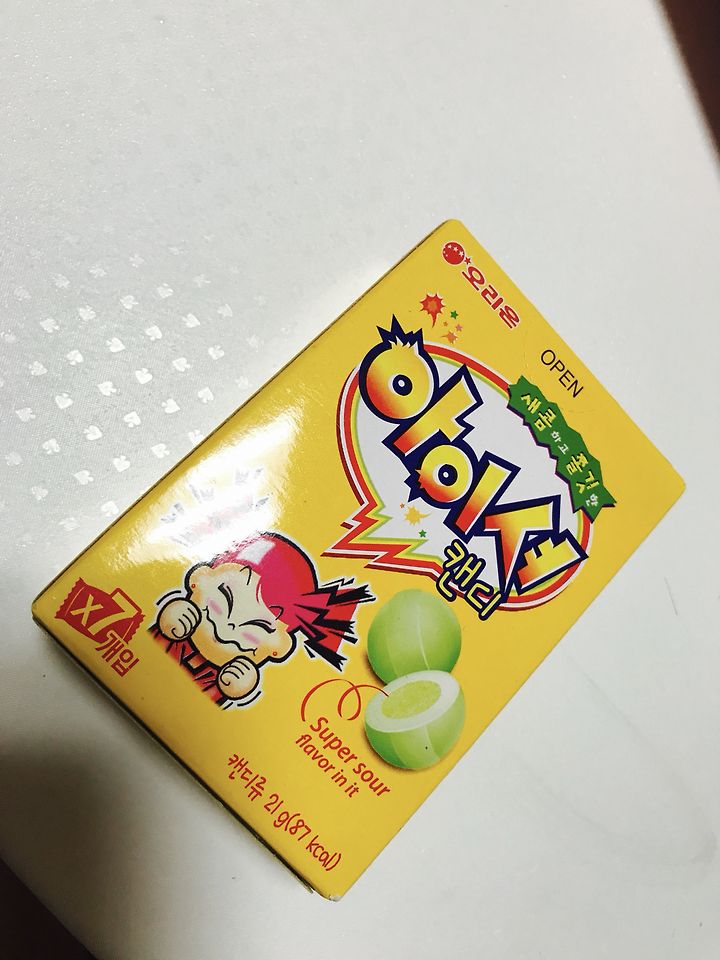 오리온
OPEN
새콤하고 쫄깃한
아이셔
캔디
x7개입
Super sour
flavor in it
캔디류 21g(87 kcal)